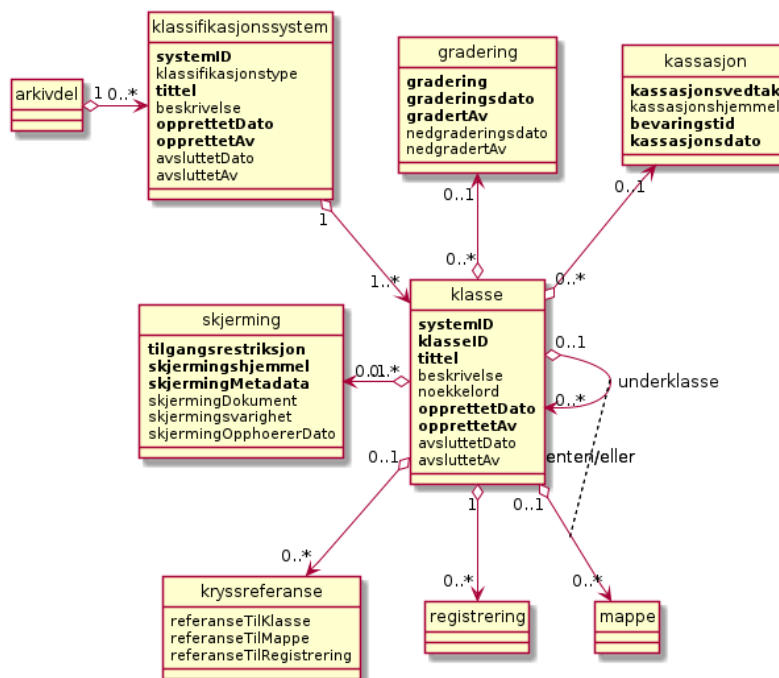 klassifikasjonssystem
systemID
klassifikasjonstype
tittel
beskrivelse
opprettetDato
opprettetAv
avsluttetDato
avsluttetAv
arkivdel
1
0..*
gradering
gradering
graderingsdato
gradertAv
nedgraderingsdato
nedgradertAv
kassasjon
kassasjonsvedtak
kassasjonshjemmel
bevaringstid
kassasjonsdato
1
1..*
0..1
0..*
0..1
0..*
skjerming
tilgangsrestriksjon
skjermingshjemmel
skjermingMetadata
skjermingDokument
skjermingsvarighet
skjermingOpphoererDato
0..1
0..*
klasse
systemID
klasseID
tittel
beskrivelse
noekkelord
opprettetDato
opprettetAv
avsluttetDato
avsluttetAv
0..1
underklasse
0..*
enten/eller
0..1
0..*
1
0..*
0..1
0..*
kryssreferanse
referanseTilKlasse
referanseTilMappe
referanseTilRegistrering
registrering
mappe